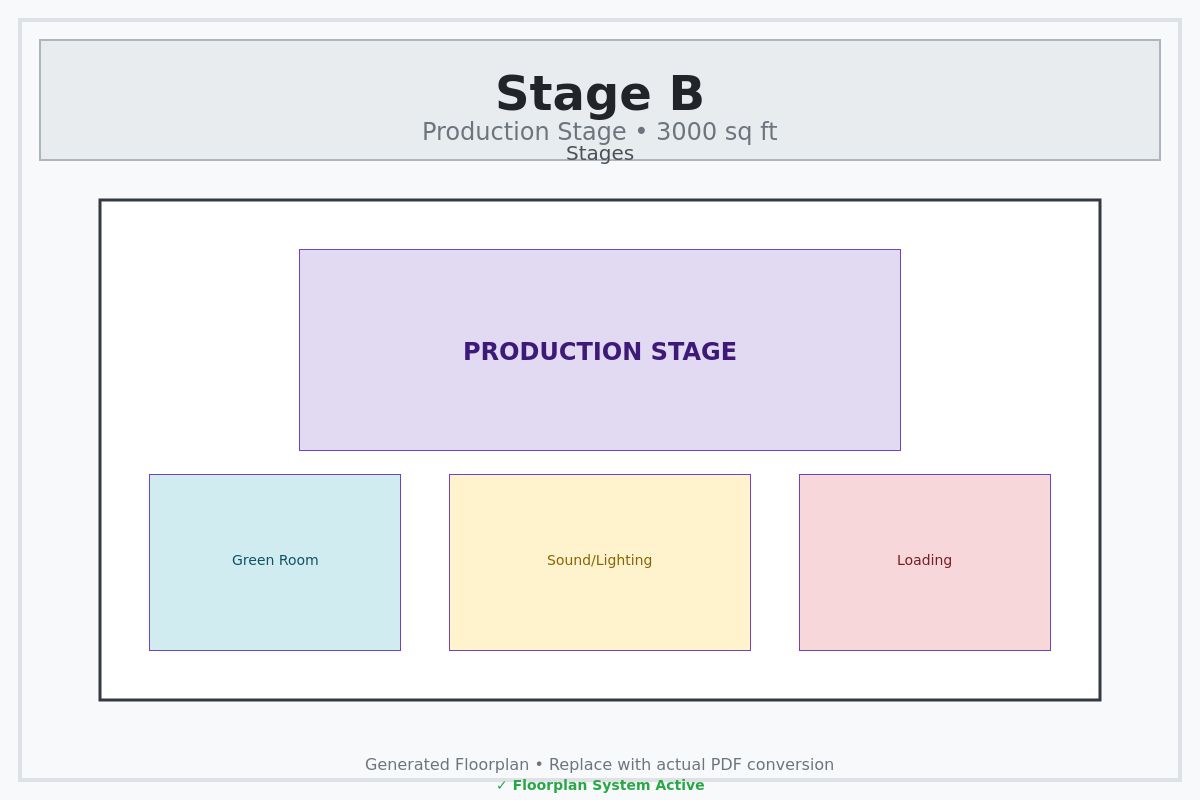 Stage B
Production Stage • 3000 sq ft
Stages
PRODUCTION STAGE
Green Room
Sound/Lighting
Loading
Generated Floorplan • Replace with actual PDF conversion
✓ Floorplan System Active